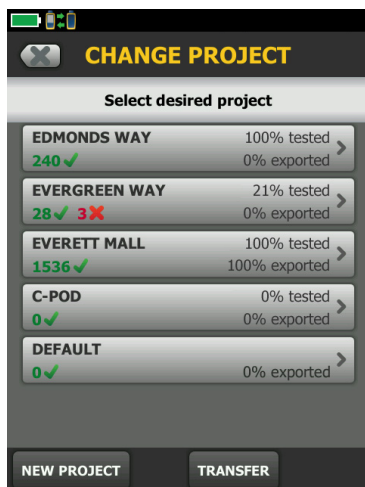 CHANGE PROJECT
Select desired project
EDMONDS WAY 100% tested
240 0% exported
EVERGREEN WAY 21% tested
28 3 0% exported
EVERETT MALL 100% tested
1536 100% exported
C-POD 0% tested
0 0% exported
DEFAULT
0 0% exported
NEW PROJECT TRANSFER